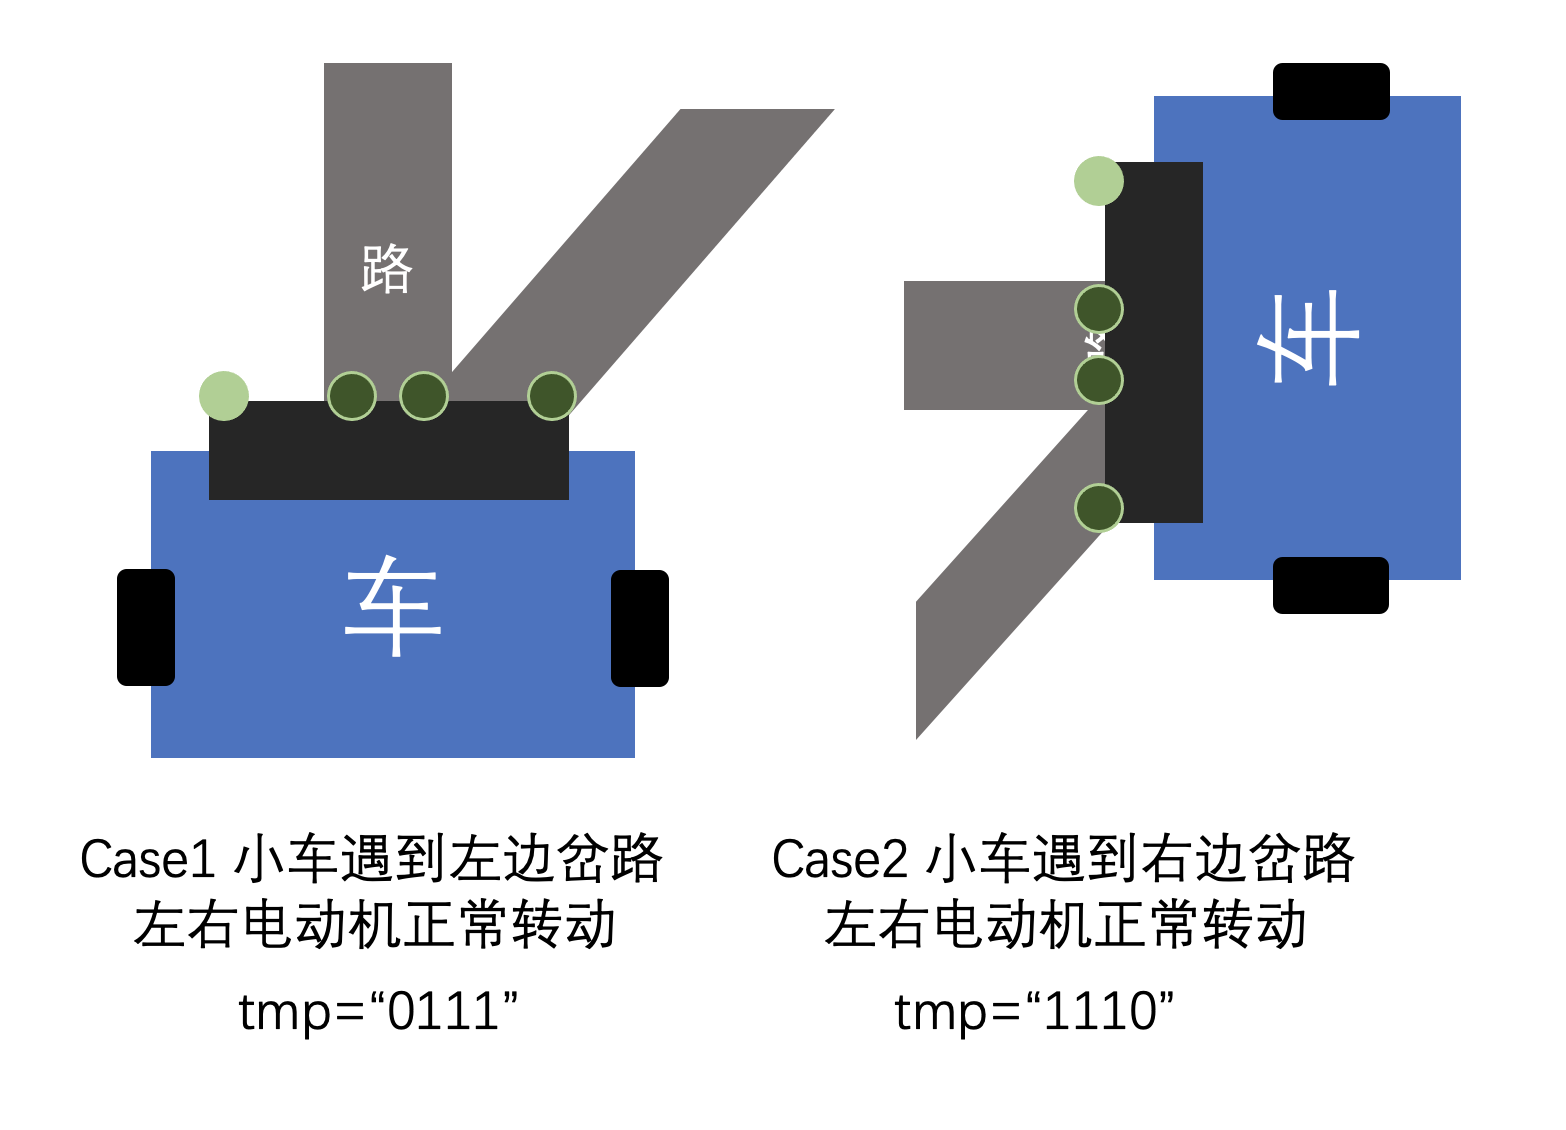 路
车
车
Case1 小车遇到左边岔路
左右电动机正常转动
tmp=“0111”
Case2 小车遇到右边岔路
左右电动机正常转动
tmp=“1110”